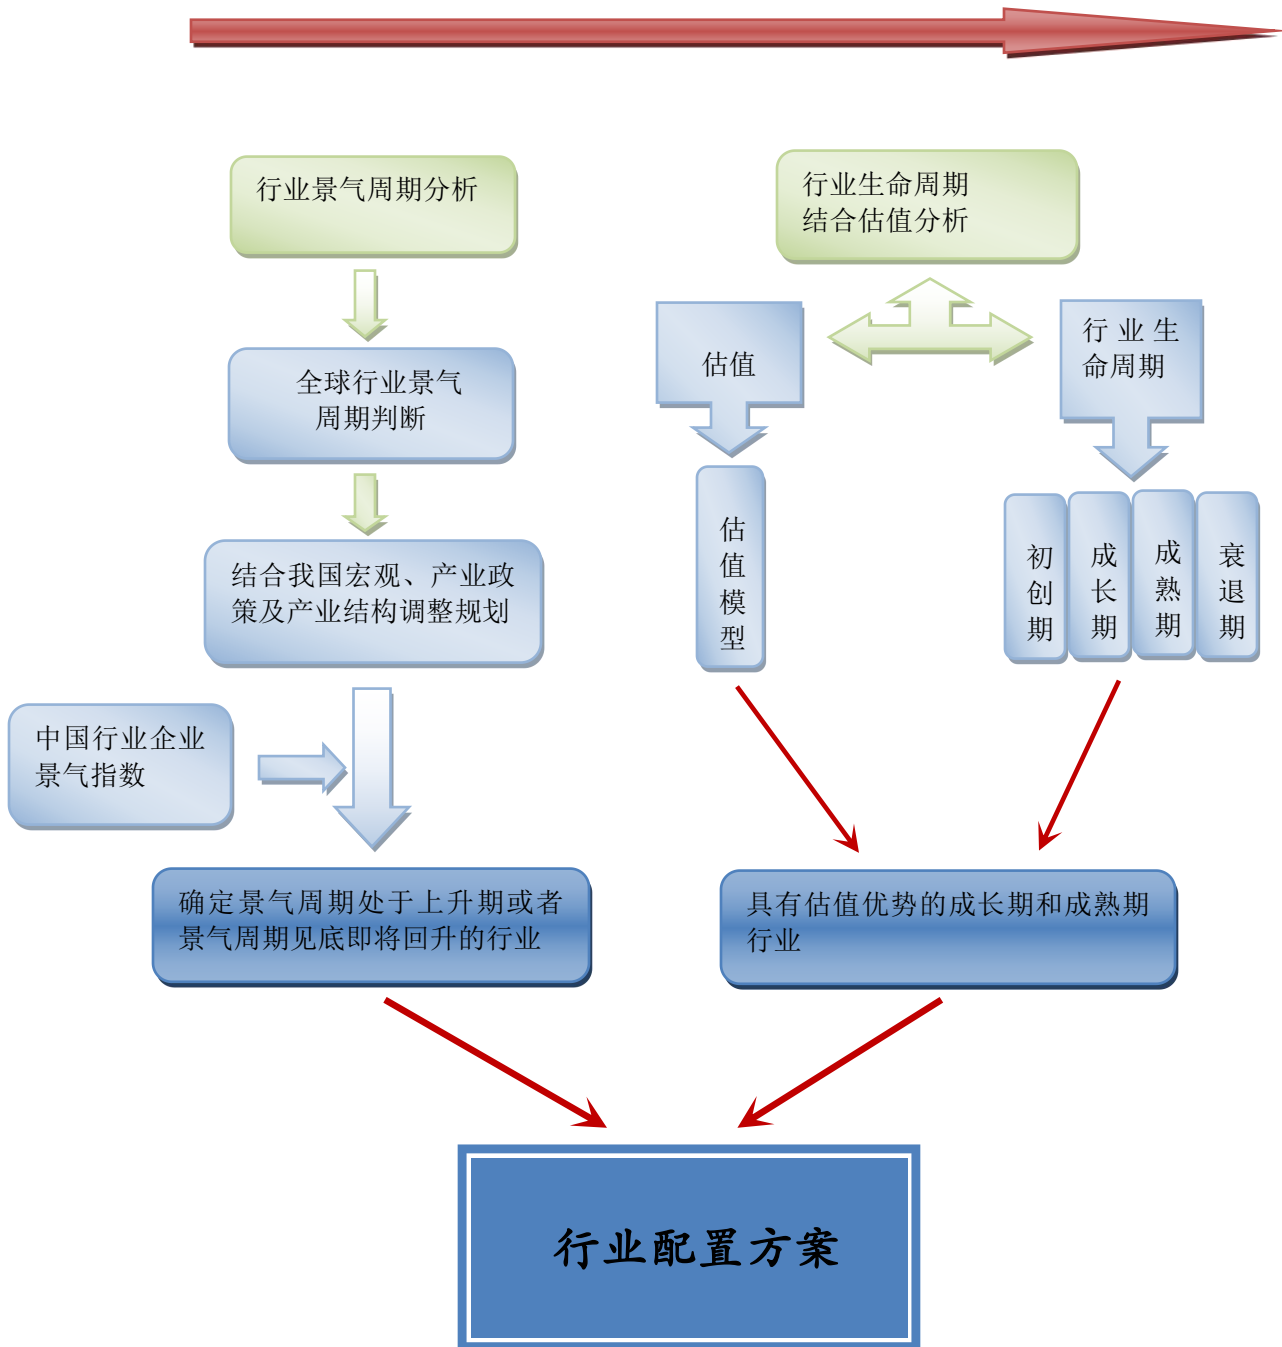 行业景气周期分析
行业生命周期
结合估值分析
全球行业景气
周期判断
估值
行业生
命周期
结合我国宏观、产业政
策及产业结构调整规划
估值模型
初创期
成长期
成熟期
衰退期
中国行业企业
景气指数
确定景气周期处于上升期或者
景气周期见底即将回升的行业
具有估值优势的成长期和成熟期
行业
行业配置方案